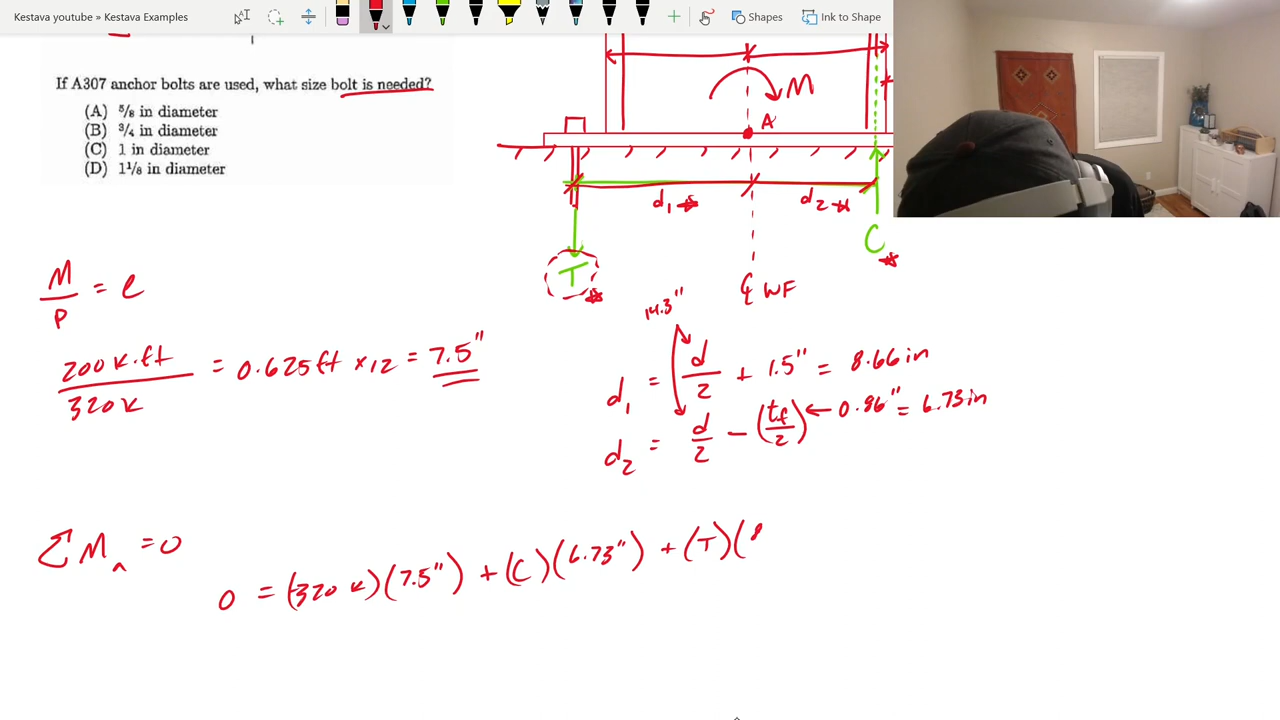 Kestava youtube » Kestava Examples
Shapes
Ink to Shape
If A307 anchor bolts are used, what size bolt is needed?
(A) 5/8 in diameter
(B) 3/4 in diameter
(C) 1 in diameter
(D) 1 1/8 in diameter
M
A
d1
d2
T
C
℄ WF
M/P = e
200 k·ft / 320 k = 0.625 ft × 12 = 7.5"
14.3"
d1 = d/2 + 1.5" = 8.66 in
d2 = d/2 − (tf/2) ← 0.86" = 6.73 in
ΣMA = 0
0 = (320 k)(7.5") + (C)(6.73") + (T)(8